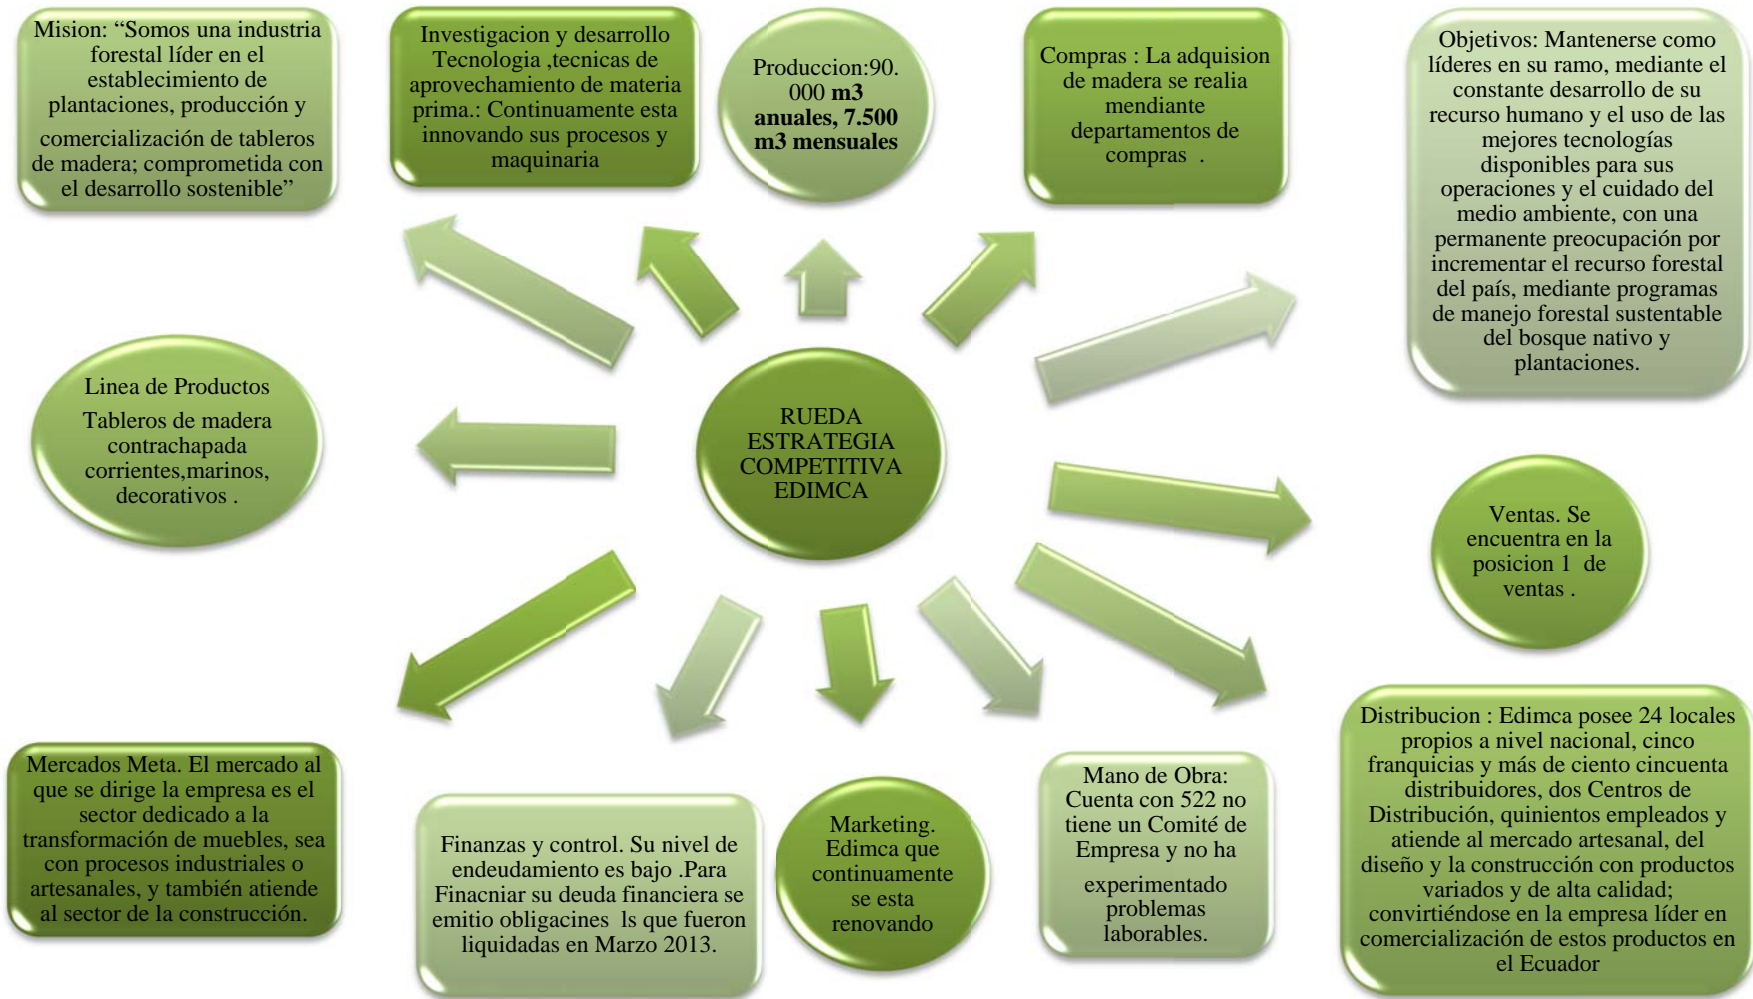 Mision: “Somos una industria
forestal líder en el
establecimiento de
plantaciones, producción y
comercialización de tableros
de madera; comprometida con
el desarrollo sostenible”
Investigacion y desarrollo
Tecnologia ,tecnicas de
aprovechamiento de materia
prima.: Continuamente esta
innovando sus procesos y
maquinaria
Produccion:90.
000 m3
anuales, 7.500
m3 mensuales
Compras : La adquision
de madera se realia
mendiante
departamentos de
compras .
Objetivos: Mantenerse como
líderes en su ramo, mediante el
constante desarrollo de su
recurso humano y el uso de las
mejores tecnologías
disponibles para sus
operaciones y el cuidado del
medio ambiente, con una
permanente preocupación por
incrementar el recurso forestal
del país, mediante programas
de manejo forestal sustentable
del bosque nativo y
plantaciones.
Linea de Productos
Tableros de madera
contrachapada
corrientes,marinos,
decorativos .
RUEDA
ESTRATEGIA
COMPETITIVA
EDIMCA
Ventas. Se
encuentra en la
posicion 1 de
ventas .
Mercados Meta. El mercado al
que se dirige la empresa es el
sector dedicado a la
transformación de muebles, sea
con procesos industriales o
artesanales, y también atiende
al sector de la construcción.
Finanzas y control. Su nivel de
endeudamiento es bajo .Para
Finacniar su deuda financiera se
emitio obligacines ls que fueron
liquidadas en Marzo 2013.
Marketing.
Edimca que
continuamente
se esta
renovando
Mano de Obra:
Cuenta con 522 no
tiene un Comité de
Empresa y no ha
experimentado
problemas
laborables.
Distribucion : Edimca posee 24 locales
propios a nivel nacional, cinco
franquicias y más de ciento cincuenta
distribuidores, dos Centros de
Distribución, quinientos empleados y
atiende al mercado artesanal, del
diseño y la construcción con productos
variados y de alta calidad;
convirtiéndose en la empresa líder en
comercialización de estos productos en
el Ecuador